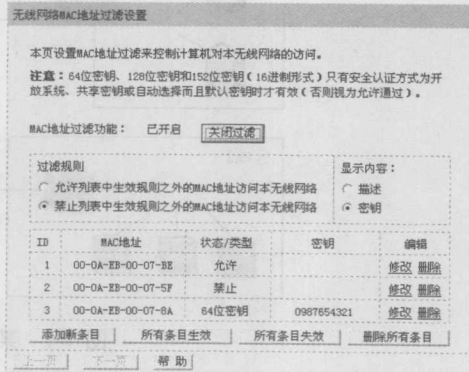 无线网络MAC地址过滤设置
本页设置MAC地址过滤来控制计算机对本无线网络的访问。
注意：64位密钥、128位密钥和152位密钥（16进制形式）只有安全认证方式为开
放系统、共享密钥或自动选择而且默认密钥时才有效（否则视为允许通过）。
MAC地址过滤功能： 已开启 关闭过滤
过滤规则 显示内容：
允许列表中生效规则之外的MAC地址访问本无线网络 描述
禁止列表中生效规则之外的MAC地址访问本无线网络 密钥
ID MAC地址 状态/类型 密钥 编辑
1 00-0A-EB-00-07-BE 允许 修改 删除
2 00-0A-EB-00-07-5F 禁止 修改 删除
3 00-0A-EB-00-07-8A 64位密钥 0987654321 修改 删除
添加新条目 所有条目生效 所有条目失效 删除所有条目
上一页 下一页 帮助